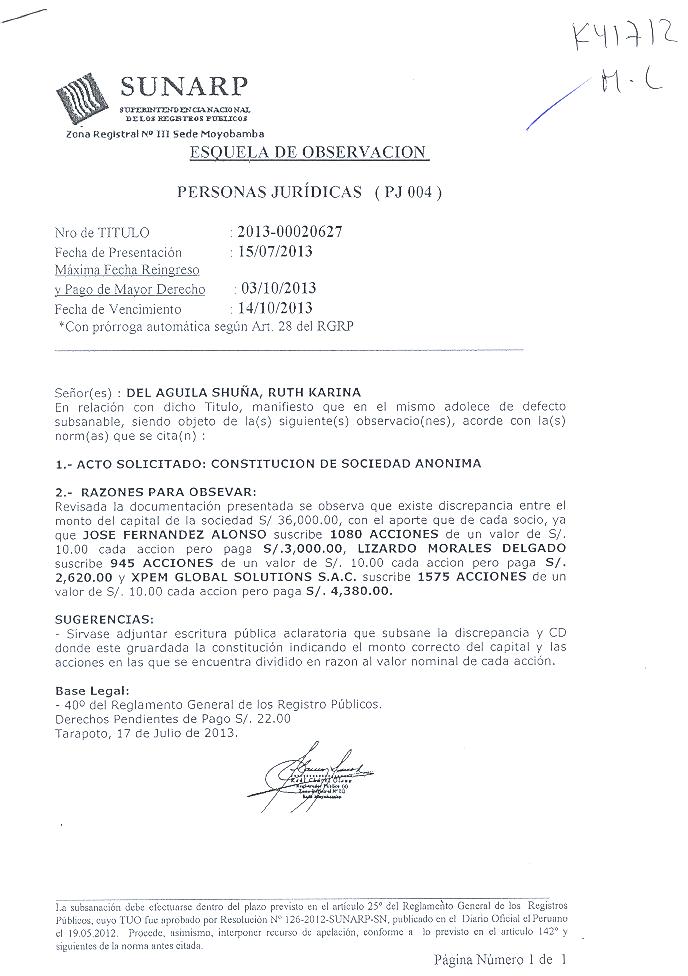 K41712
M-L
SUNARP
SUPERINTENDENCIA NACIONAL
DE LOS REGISTROS PUBLICOS
Zona Registral Nº III Sede Moyobamba
ESQUELA DE OBSERVACION
PERSONAS JURÍDICAS ( PJ 004 )
Nro de TITULO : 2013-00020627
Fecha de Presentación : 15/07/2013
Máxima Fecha Reingreso
y Pago de Mayor Derecho : 03/10/2013
Fecha de Vencimiento : 14/10/2013
*Con prórroga automática según Art. 28 del RGRP
Señor(es) : DEL AGUILA SHUÑA, RUTH KARINA
En relación con dicho Titulo, manifiesto que en el mismo adolece de defecto
subsanable, siendo objeto de la(s) siguiente(s) observacio(nes), acorde con la(s)
norm(as) que se cita(n) :
1.- ACTO SOLICITADO: CONSTITUCION DE SOCIEDAD ANONIMA
2.- RAZONES PARA OBSEVAR:
Revisada la documentación presentada se observa que existe discrepancia entre el
monto del capital de la sociedad S/ 36,000.00, con el aporte que de cada socio, ya
que JOSE FERNANDEZ ALONSO suscribe 1080 ACCIONES de un valor de S/.
10.00 cada accion pero paga S/.3,000.00, LIZARDO MORALES DELGADO
suscribe 945 ACCIONES de un valor de S/. 10.00 cada accion pero paga S/.
2,620.00 y XPEM GLOBAL SOLUTIONS S.A.C. suscribe 1575 ACCIONES de un
valor de S/. 10.00 cada acción pero paga S/. 4,380.00.
SUGERENCIAS:
- Sirvase adjuntar escritura pública aclaratoria que subsane la discrepancia y CD
donde este gruardada la constitución indicando el monto correcto del capital y las
acciones en las que se encuentra dividido en razon al valor nominal de cada acción.
Base Legal:
- 40º del Reglamento General de los Registro Públicos.
Derechos Pendientes de Pago S/. 22.00
Tarapoto, 17 de Julio de 2013.
Registrador Público (e)
Zona Registral Nº III
Sede Moyobamba
La subsanación debe efectuarse dentro del plazo previsto en el artículo 25º del Reglamento General de los Registros
Públicos, cuyo TUO fue aprobado por Resolución Nº 126-2012-SUNARP-SN, publicado en el Diario Oficial el Peruano
el 19.05.2012. Procede, asimismo, interponer recurso de apelación, conforme a lo previsto en el artículo 142º y
siguientes de la norma antes citada.
Página Número 1 de 1